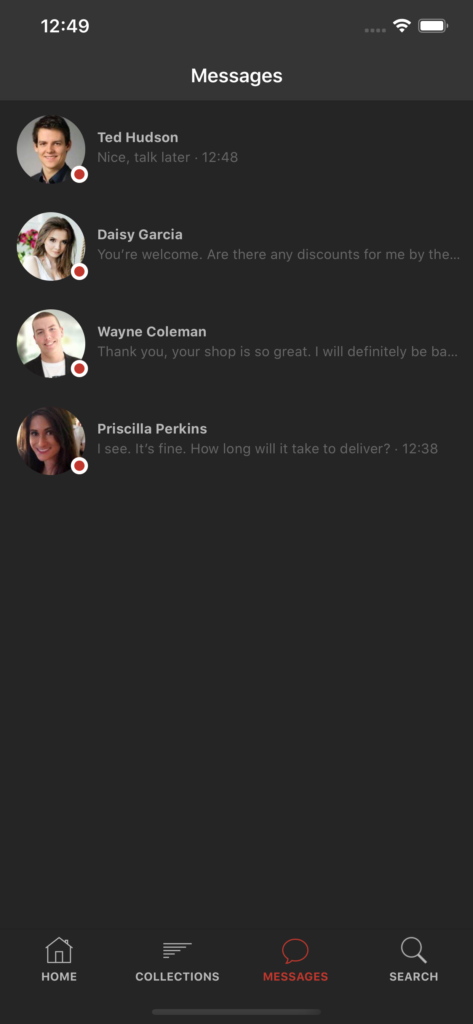 12:49
Messages
Ted Hudson
Nice, talk later · 12:48
Daisy Garcia
You're welcome. Are there any discounts for me by the...
Wayne Coleman
Thank you, your shop is so great. I will definitely be ba...
Priscilla Perkins
I see. It's fine. How long will it take to deliver? · 12:38
HOME COLLECTIONS MESSAGES SEARCH